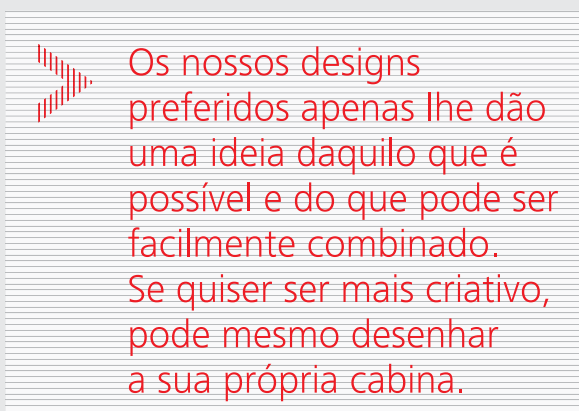 Os nossos designs
preferidos apenas lhe dão
uma ideia daquilo que é
possível e do que pode ser
facilmente combinado.
Se quiser ser mais criativo,
pode mesmo desenhar
a sua própria cabina.